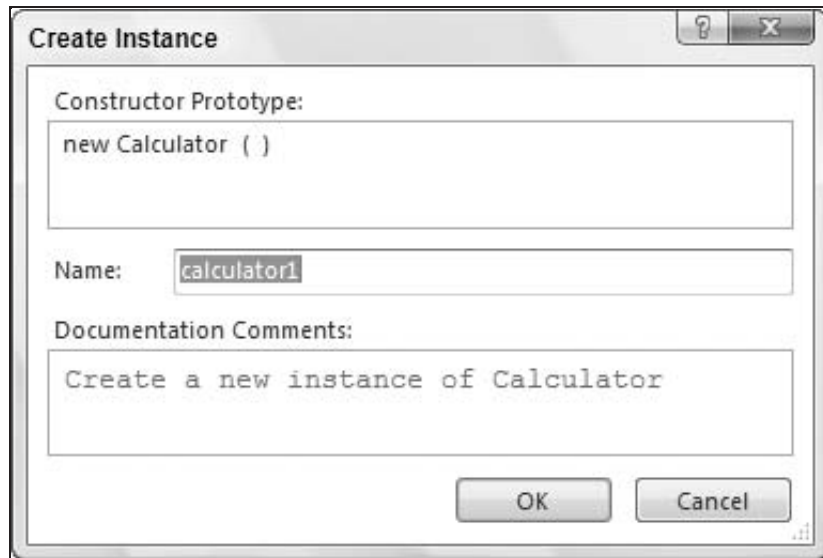 Create Instance
?
Constructor Prototype:
new Calculator ( )
Name: calculator1
Documentation Comments:
Create a new instance of Calculator
OK Cancel